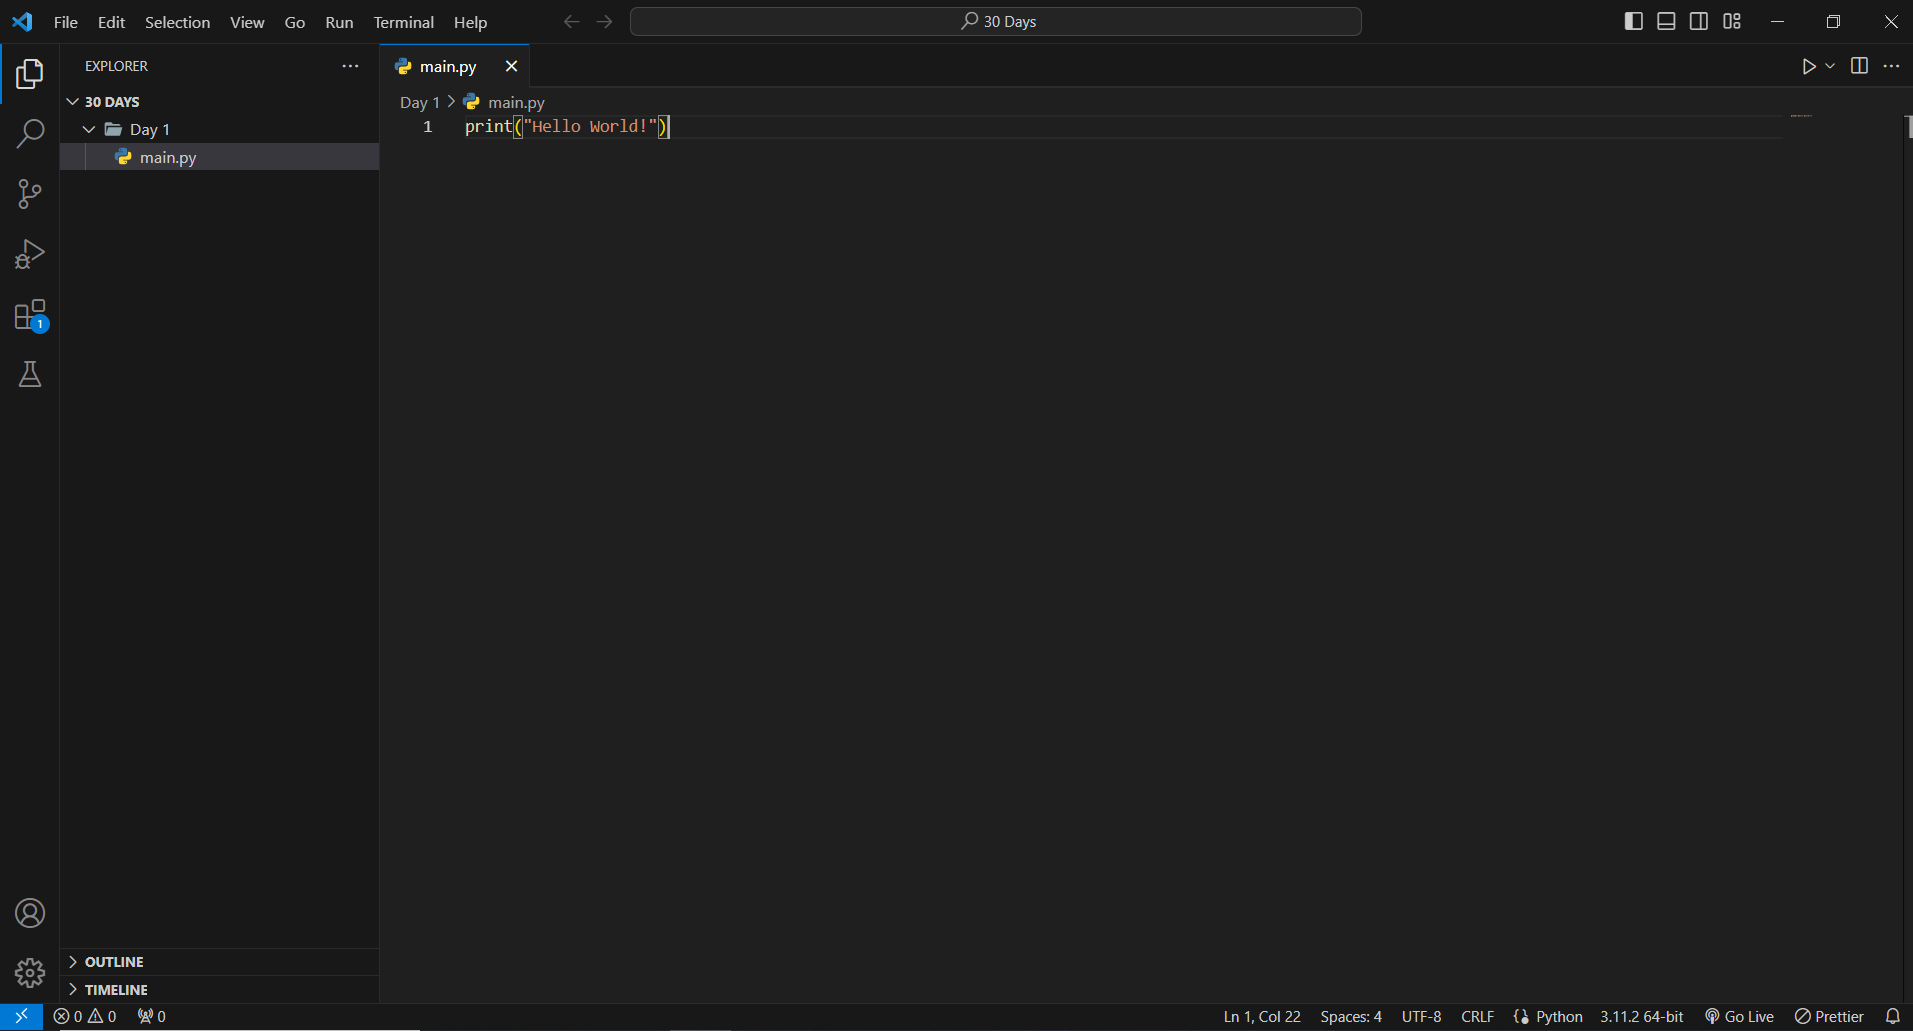 File Edit Selection View Go Run Terminal Help
30 Days
EXPLORER
main.py
30 DAYS
Day 1
main.py
Day 1 > main.py
1 print("Hello World!")
1
OUTLINE
TIMELINE
0 0 0
Ln 1, Col 22 Spaces: 4 UTF-8 CRLF {} Python 3.11.2 64-bit Go Live Prettier